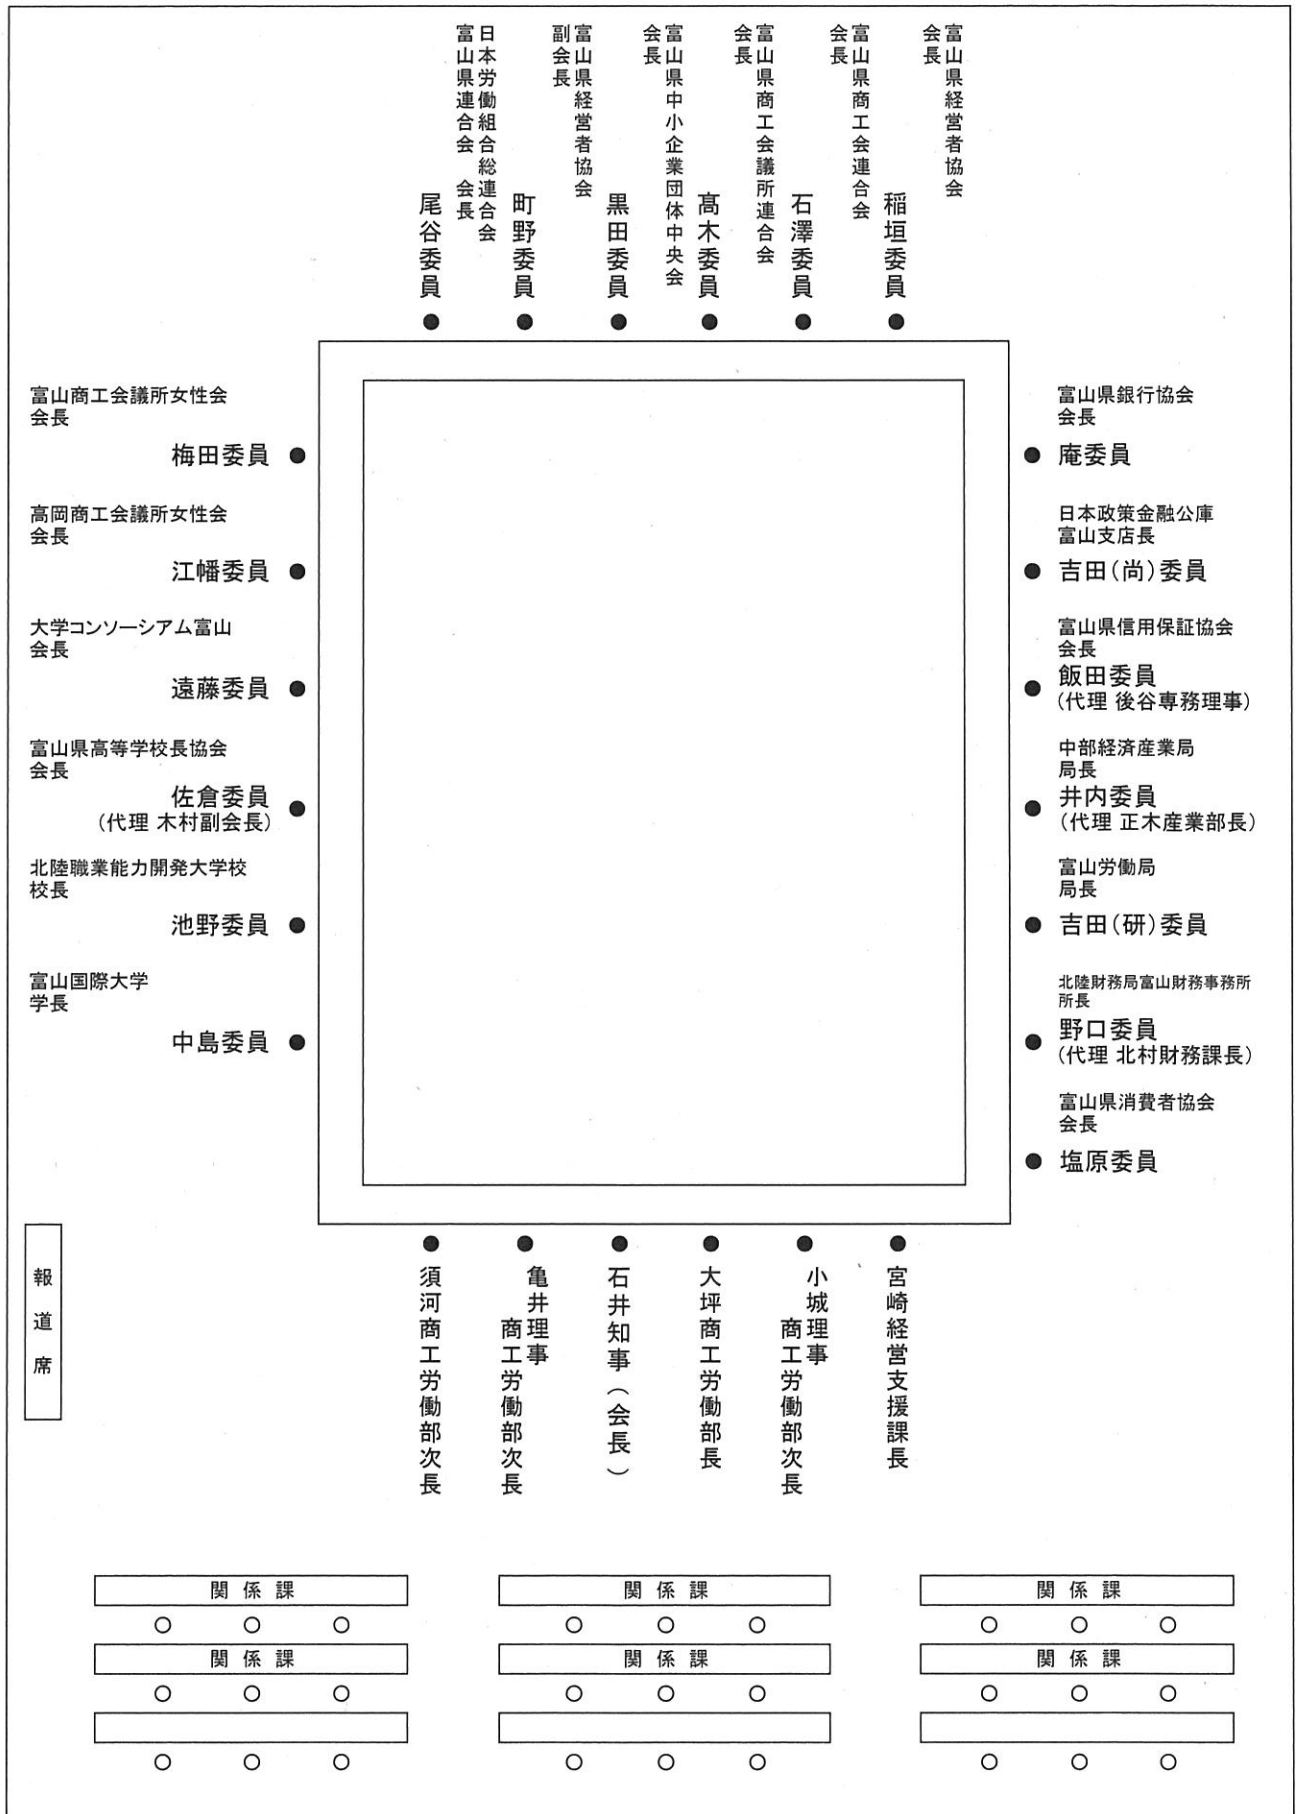 富山県経営者協会
会長
稲垣委員
富山県商工会連合会
会長
石澤委員
富山県商工会議所連合会
会長
髙木委員
富山県中小企業団体中央会
会長
黒田委員
富山県経営者協会
副会長
町野委員
日本労働組合総連合会
富山県連合会 会長
尾谷委員
富山商工会議所女性会
会長
梅田委員
高岡商工会議所女性会
会長
江幡委員
大学コンソーシアム富山
会長
遠藤委員
富山県高等学校長協会
会長
佐倉委員
(代理 木村副会長)
北陸職業能力開発大学校
校長
池野委員
富山国際大学
学長
中島委員
富山県銀行協会
会長
庵委員
日本政策金融公庫
富山支店長
吉田(尚)委員
富山県信用保証協会
会長
飯田委員
(代理 後谷専務理事)
中部経済産業局
局長
井内委員
(代理 正木産業部長)
富山労働局
局長
吉田(研)委員
北陸財務局富山財務事務所
所長
野口委員
(代理 北村財務課長)
富山県消費者協会
会長
塩原委員
宮崎経営支援課長
小城理事
商工労働部次長
大坪商工労働部長
石井知事(会長)
亀井理事
商工労働部次長
須河商工労働部次長
報道席
関係課
関係課
関係課
関係課
関係課
関係課